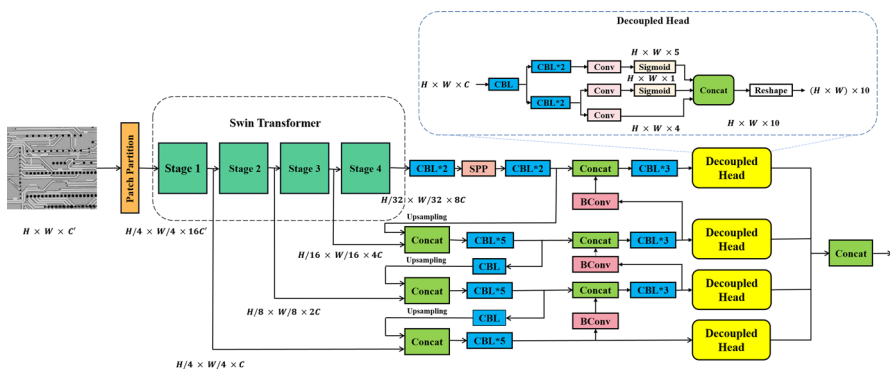 Decoupled Head
H × W × 5
CBL*2
Conv
Sigmoid
H × W × C
CBL
H × W × 1
Concat
Reshape
(H × W) × 10
CBL*2
Conv
Sigmoid
Conv
H × W × 4
H × W × 10
Swin Transformer
Patch Partition
Stage 1
Stage 2
Stage 3
Stage 4
CBL*2
SPP
CBL*2
Concat
CBL*3
Decoupled
Head
H/32 × W/32 × 8C
BConv
H × W × C'
H/4 × W/4 × 16C'
Upsampling
Concat
CBL*5
Concat
CBL*3
Decoupled
Head
H/16 × W/16 × 4C
Upsampling
CBL
BConv
Concat
Concat
CBL*5
Concat
CBL*3
Decoupled
Head
H/8 × W/8 × 2C
Upsampling
CBL
BConv
Concat
CBL*5
Decoupled
Head
H/4 × W/4 × C